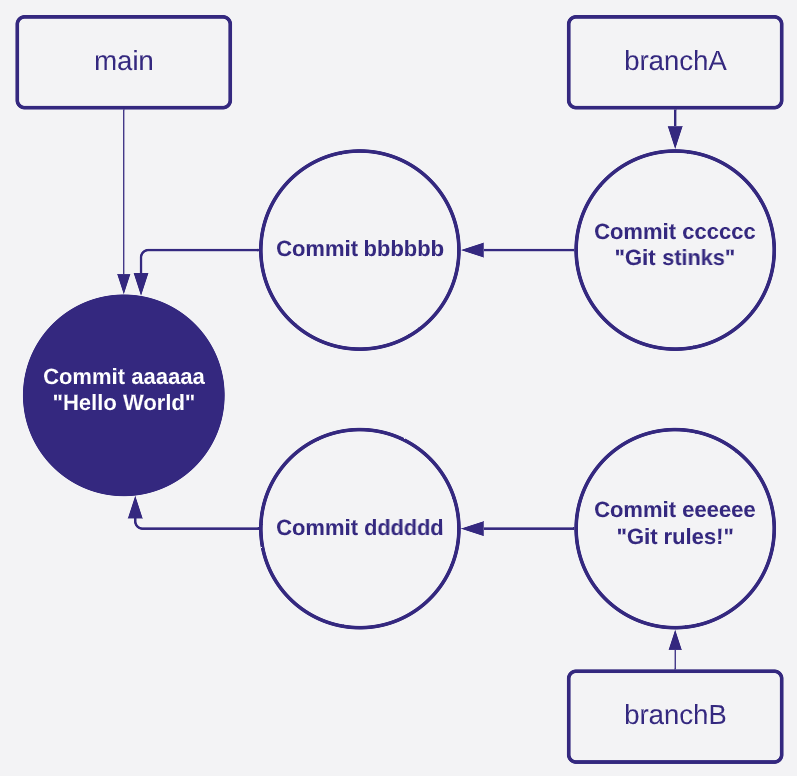 main
branchA
Commit bbbbbb
Commit cccccc
"Git stinks"
Commit aaaaaa
"Hello World"
Commit dddddd
Commit eeeeee
"Git rules!"
branchB